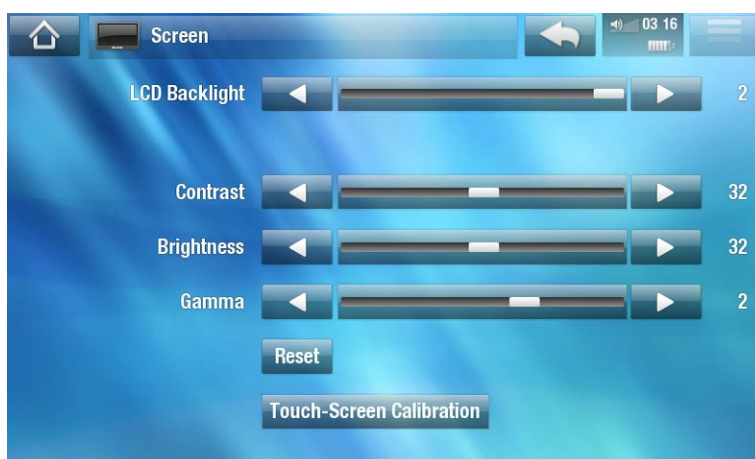 Screen
03 16
LCD Backlight 2
Contrast 32
Brightness 32
Gamma 2
Reset
Touch-Screen Calibration